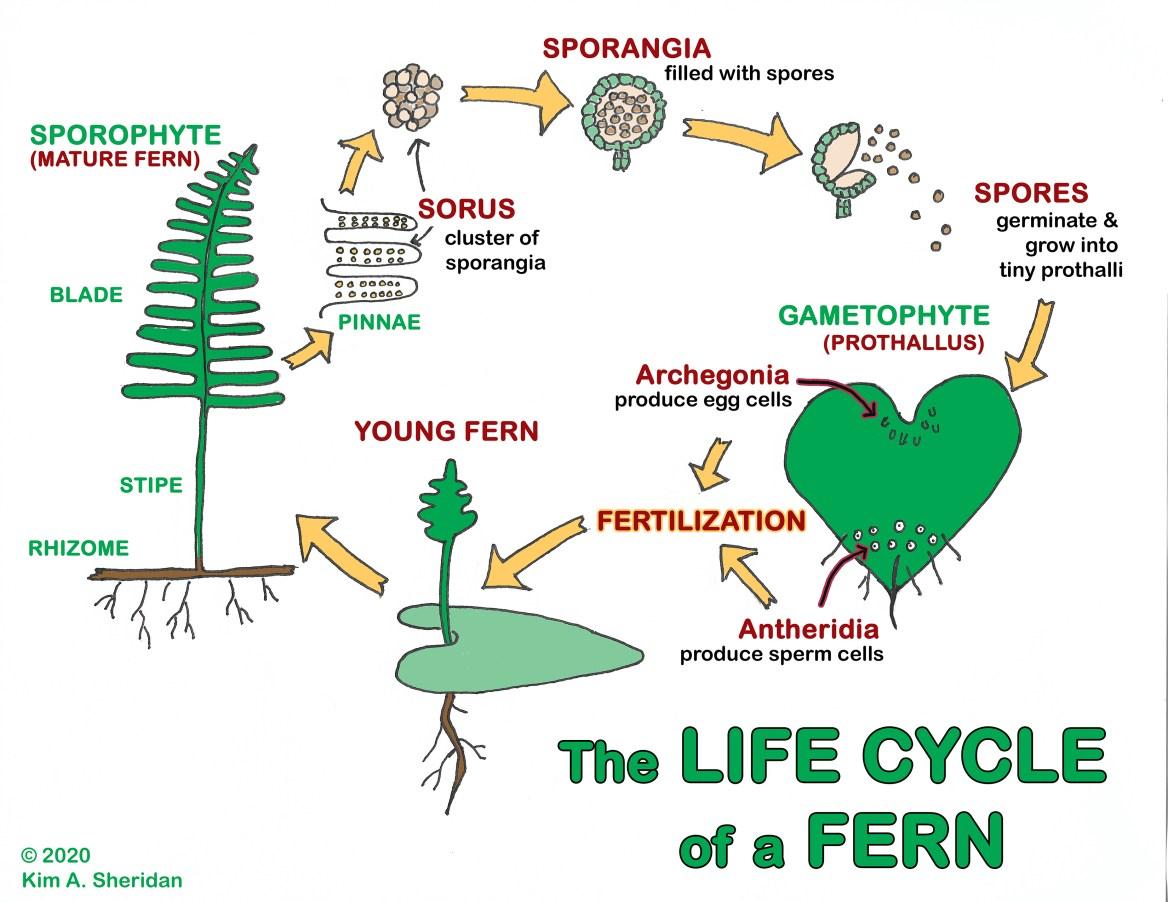 SPORANGIA
filled with spores
SPOROPHYTE
(MATURE FERN)
SORUS
cluster of
sporangia
SPORES
germinate &
grow into
tiny prothalli
BLADE
PINNAE
GAMETOPHYTE
(PROTHALLUS)
Archegonia
produce egg cells
YOUNG FERN
STIPE
FERTILIZATION
RHIZOME
Antheridia
produce sperm cells
The LIFE CYCLE
of a FERN
© 2020
Kim A. Sheridan